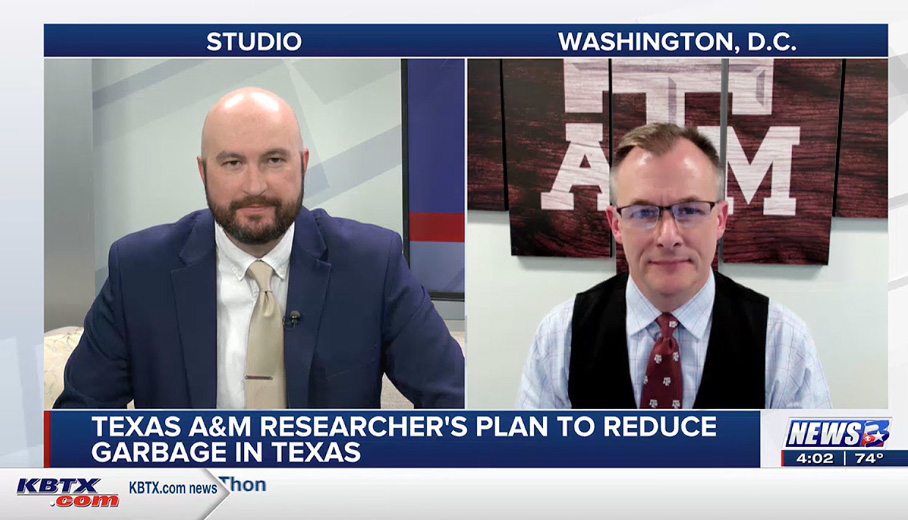 STUDIO
WASHINGTON, D.C.
A M
TEXAS A&M RESEARCHER'S PLAN TO REDUCE
GARBAGE IN TEXAS
NEWS 3
4:02 | 74°
KBTX
.com
KBTX.com news
Thon